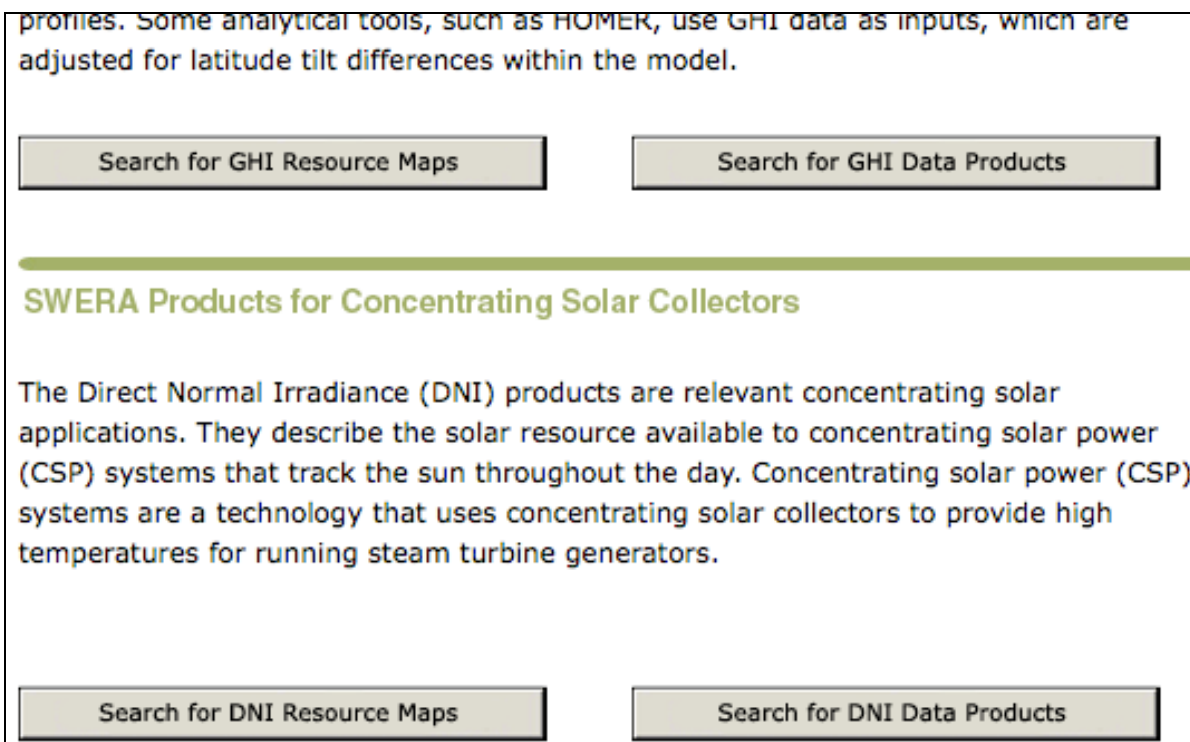 profiles. Some analytical tools, such as HOMER, use GHI data as inputs, which are
adjusted for latitude tilt differences within the model.
Search for GHI Resource Maps
Search for GHI Data Products
SWERA Products for Concentrating Solar Collectors
The Direct Normal Irradiance (DNI) products are relevant concentrating solar
applications. They describe the solar resource available to concentrating solar power
(CSP) systems that track the sun throughout the day. Concentrating solar power (CSP)
systems are a technology that uses concentrating solar collectors to provide high
temperatures for running steam turbine generators.
Search for DNI Resource Maps
Search for DNI Data Products